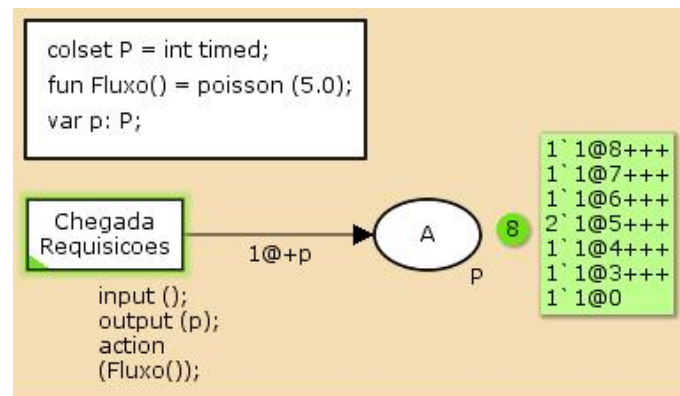 colset P = int timed;
fun Fluxo() = poisson (5.0);
var p: P;
Chegada
Requisicoes
1@+p
A
P
8
1`1@8+++
1`1@7+++
1`1@6+++
2`1@5+++
1`1@4+++
1`1@3+++
1`1@0
input ();
output (p);
action
(Fluxo());